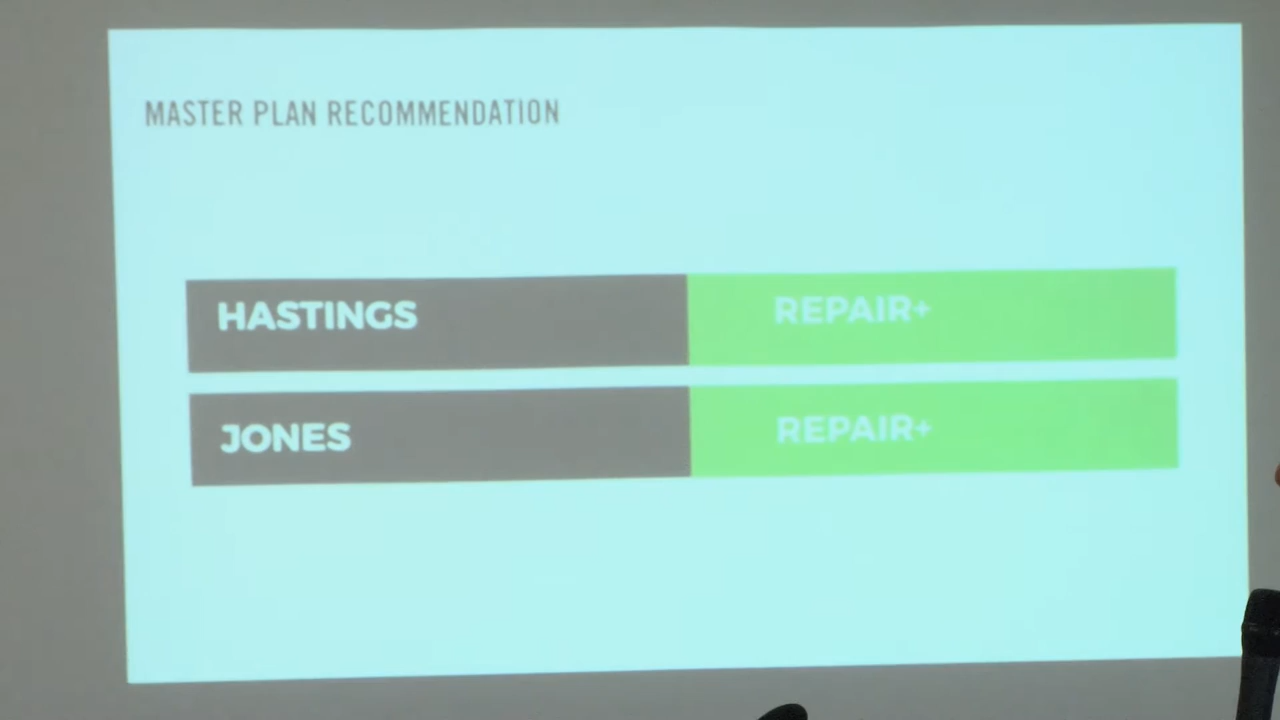 MASTER PLAN RECOMMENDATION
HASTINGS REPAIR+
JONES REPAIR+